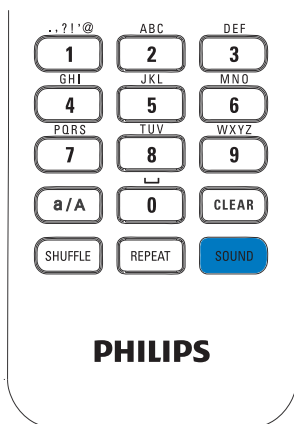 .,?!'@ ABC DEF
1 2 3
GHI JKL MNO
4 5 6
PQRS TUV WXYZ
7 8 9
a/A 0 CLEAR
SHUFFLE REPEAT SOUND
PHILIPS